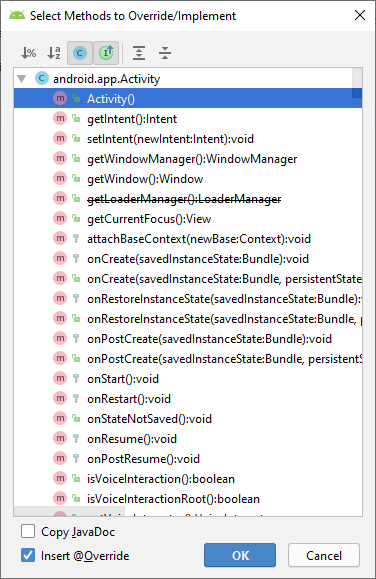 Select Methods to Override/Implement
android.app.Activity
Activity()
getIntent():Intent
setIntent(newIntent:Intent):void
getWindowManager():WindowManager
getWindow():Window
getLoaderManager():LoaderManager
getCurrentFocus():View
attachBaseContext(newBase:Context):void
onCreate(savedInstanceState:Bundle):void
onCreate(savedInstanceState:Bundle, persistentState
onRestoreInstanceState(savedInstanceState:Bundle):v
onRestoreInstanceState(savedInstanceState:Bundle, p
onPostCreate(savedInstanceState:Bundle):void
onPostCreate(savedInstanceState:Bundle, persistentS
onStart():void
onRestart():void
onStateNotSaved():void
onResume():void
onPostResume():void
isVoiceInteraction():boolean
isVoiceInteractionRoot():boolean
Copy JavaDoc
Insert @Override
OK
Cancel